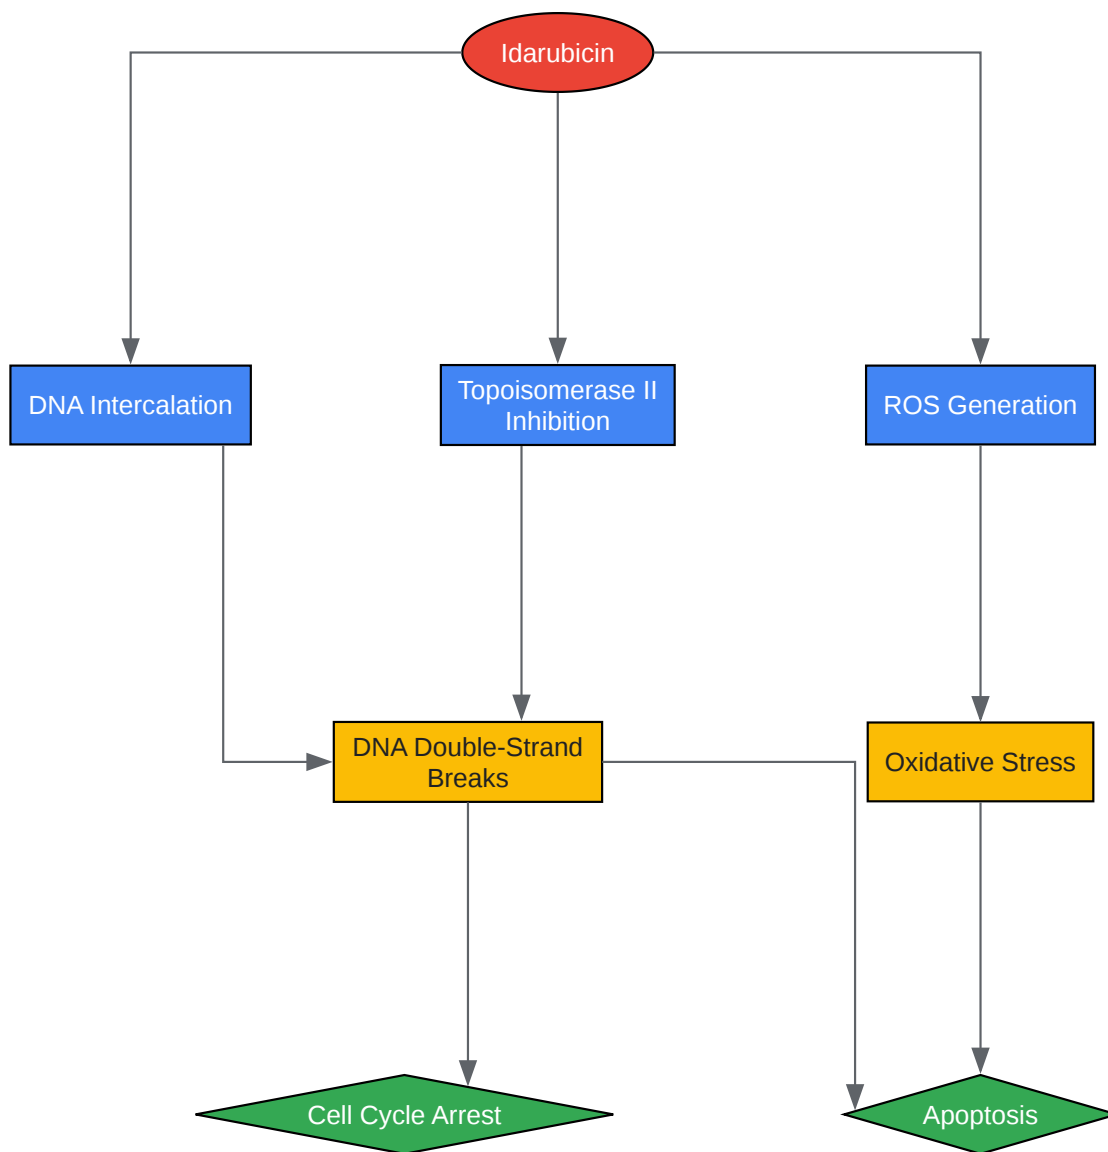 Idarubicin
DNA Intercalation
Topoisomerase II
Inhibition
ROS Generation
DNA Double-Strand
Breaks
Oxidative Stress
Cell Cycle Arrest
Apoptosis